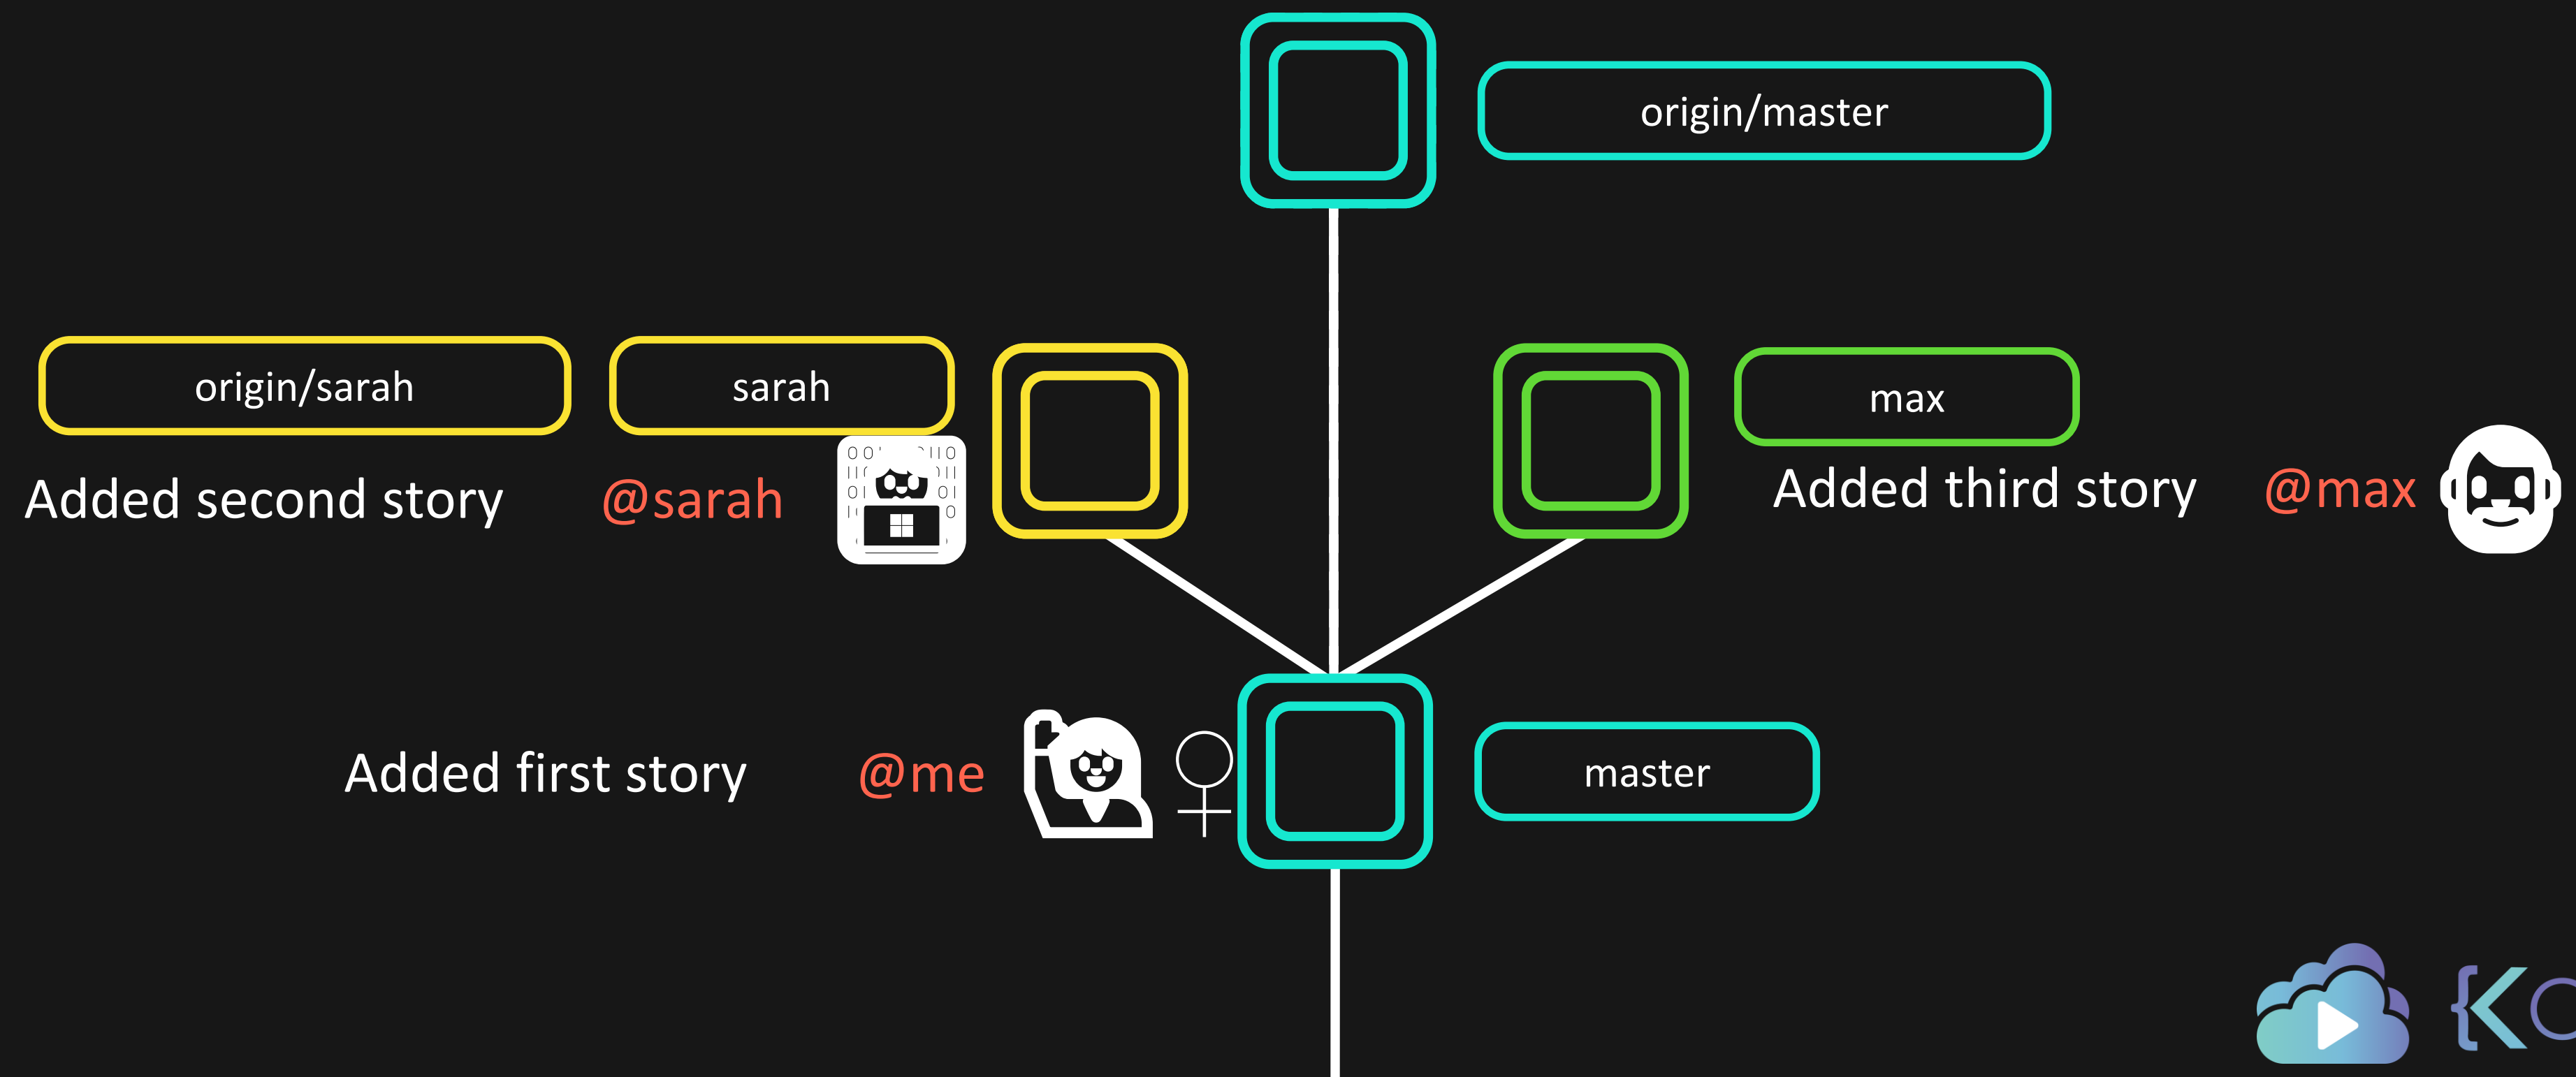 origin/master
origin/sarah
sarah
max
Added second story @sarah
Added third story @max
Added first story @me
master
{K